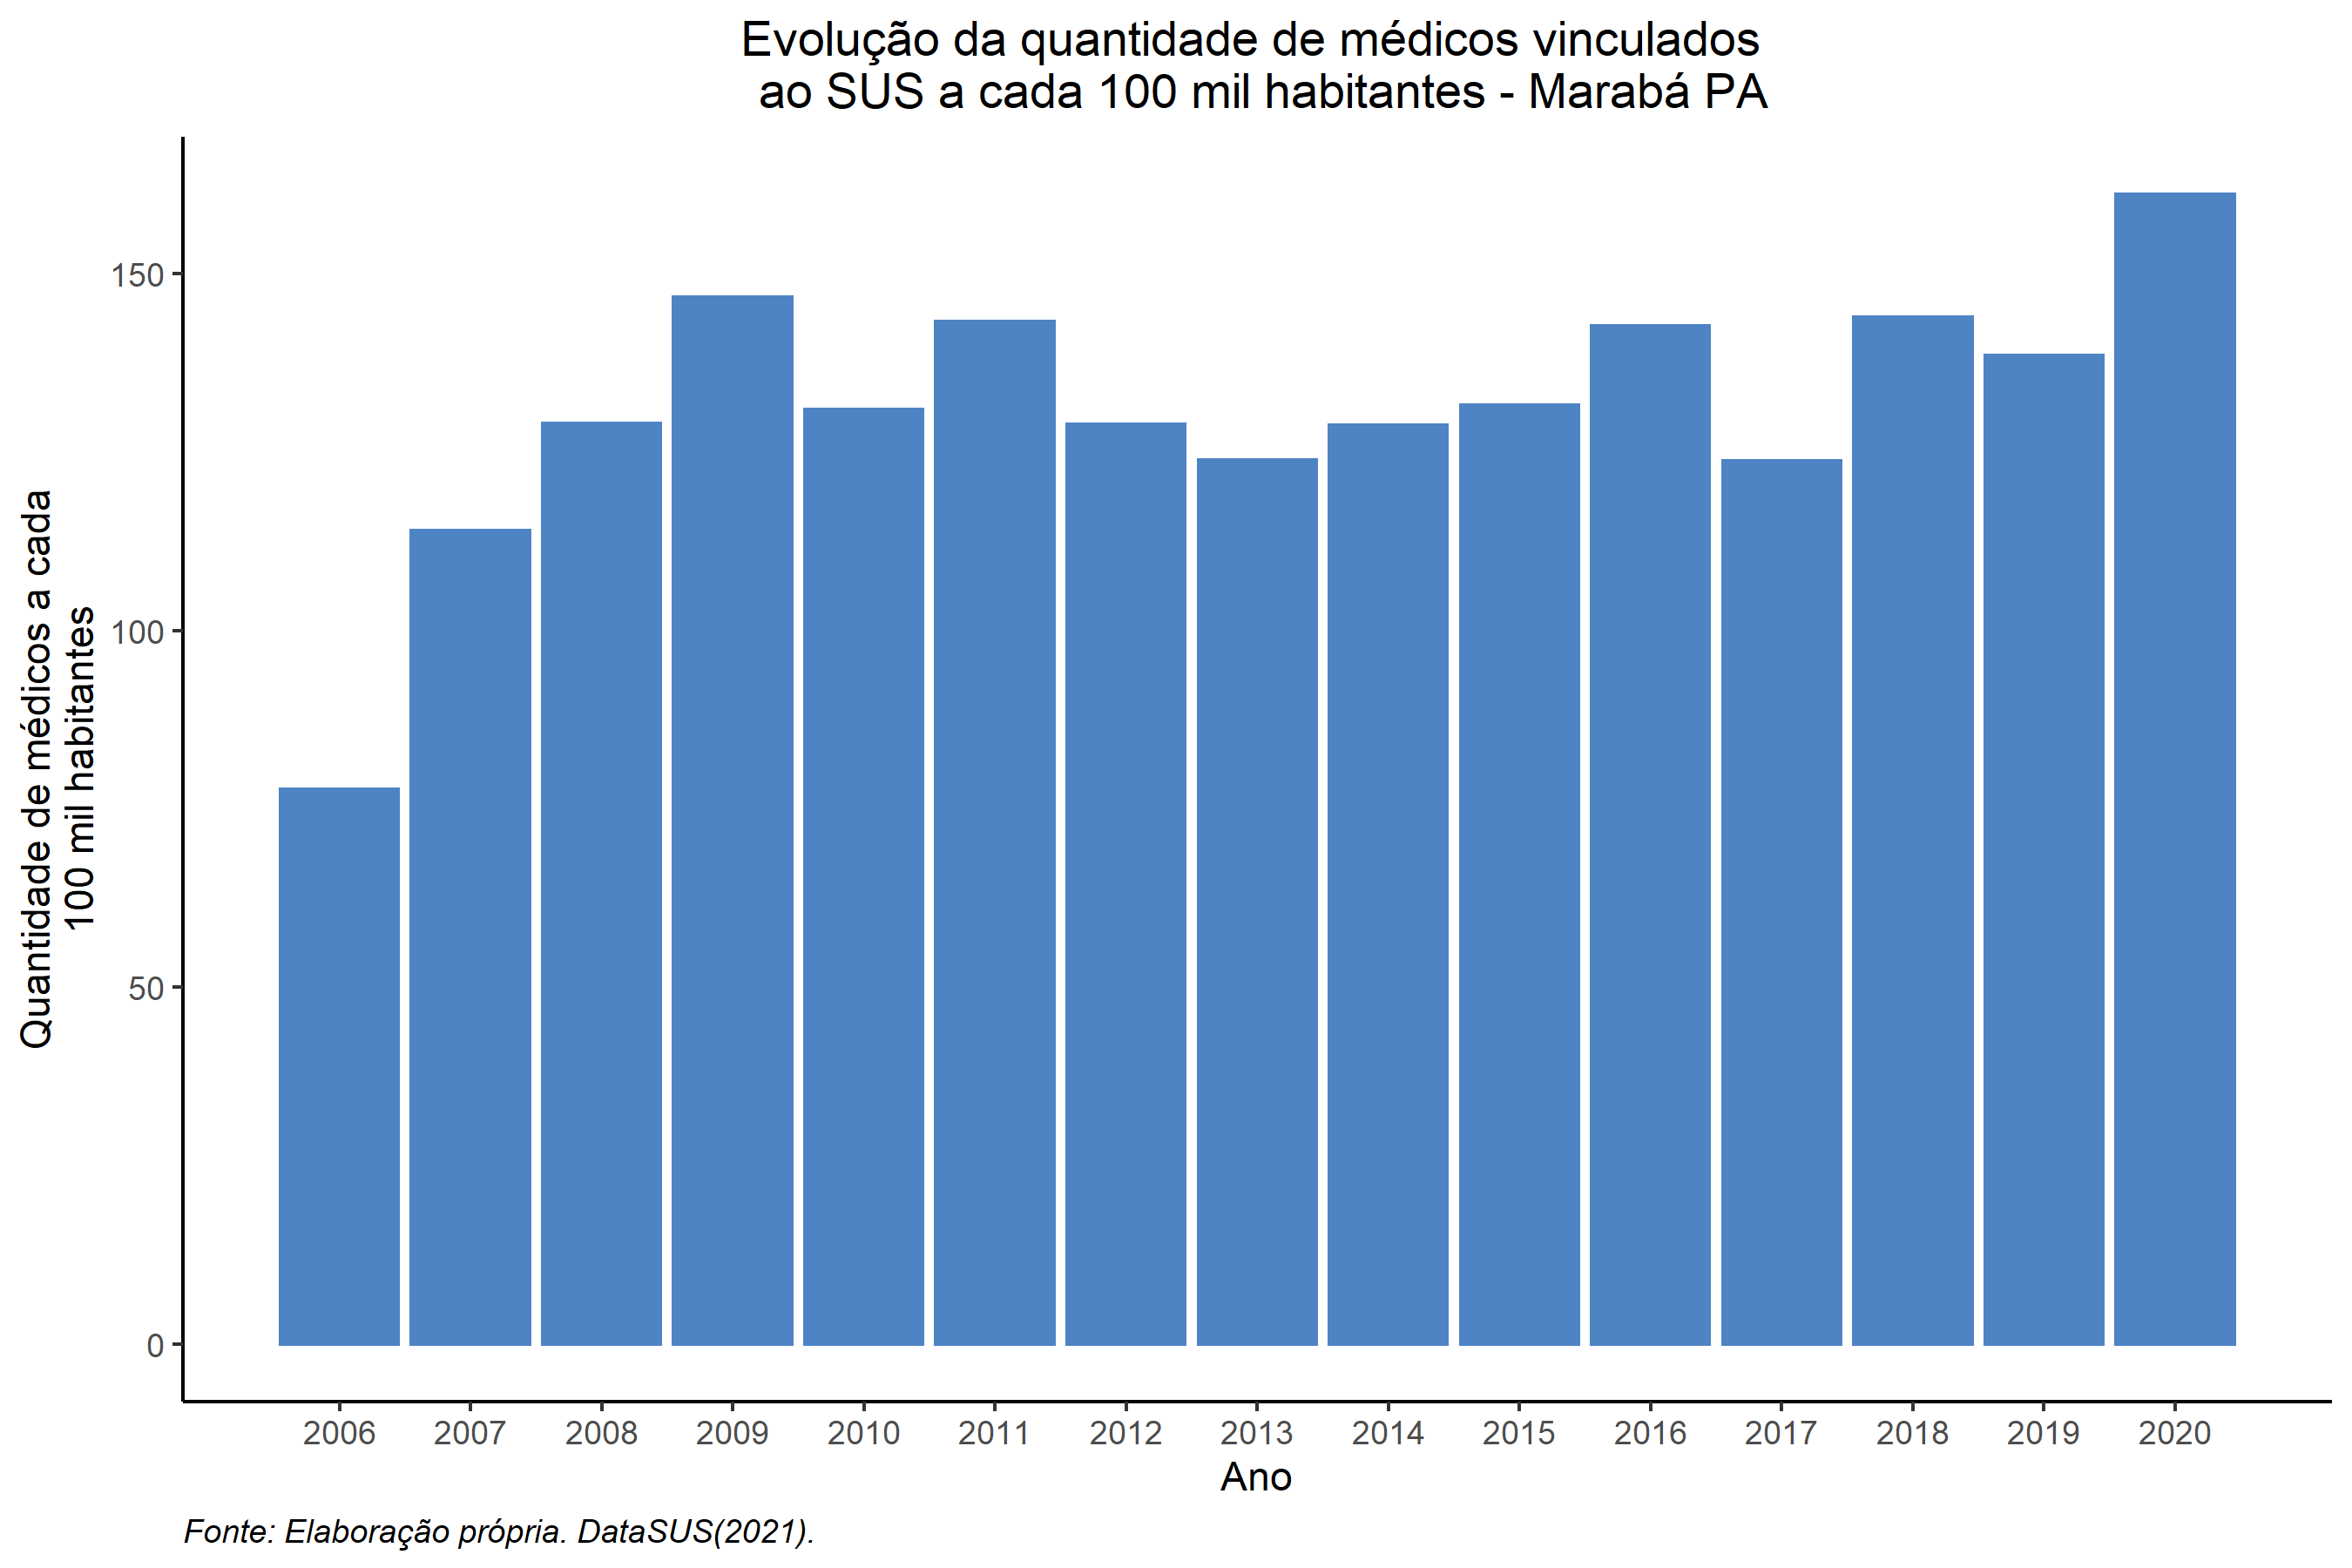 Evolução da quantidade de médicos vinculados
ao SUS a cada 100 mil habitantes - Marabá PA
Quantidade de médicos a cada
100 mil habitantes
150
100
50
0
2006 2007 2008 2009 2010 2011 2012 2013 2014 2015 2016 2017 2018 2019 2020
Ano
Fonte: Elaboração própria. DataSUS(2021).